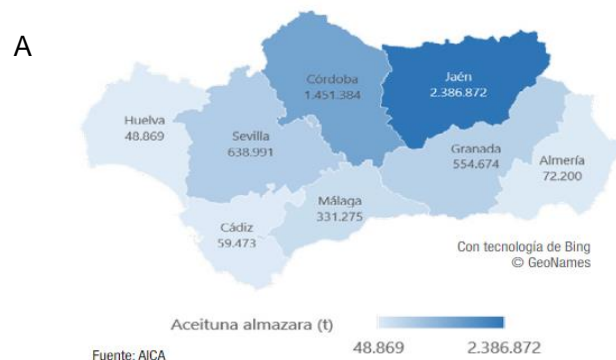 A
Córdoba
1.451.384
Jaén
2.386.872
Huelva
48.869
Sevilla
638.991
Granada
554.674
Almería
72.200
Málaga
331.275
Cádiz
59.473
Con tecnología de Bing
© GeoNames
Aceituna almazara (t)
48.869 2.386.872
Fuente: AICA